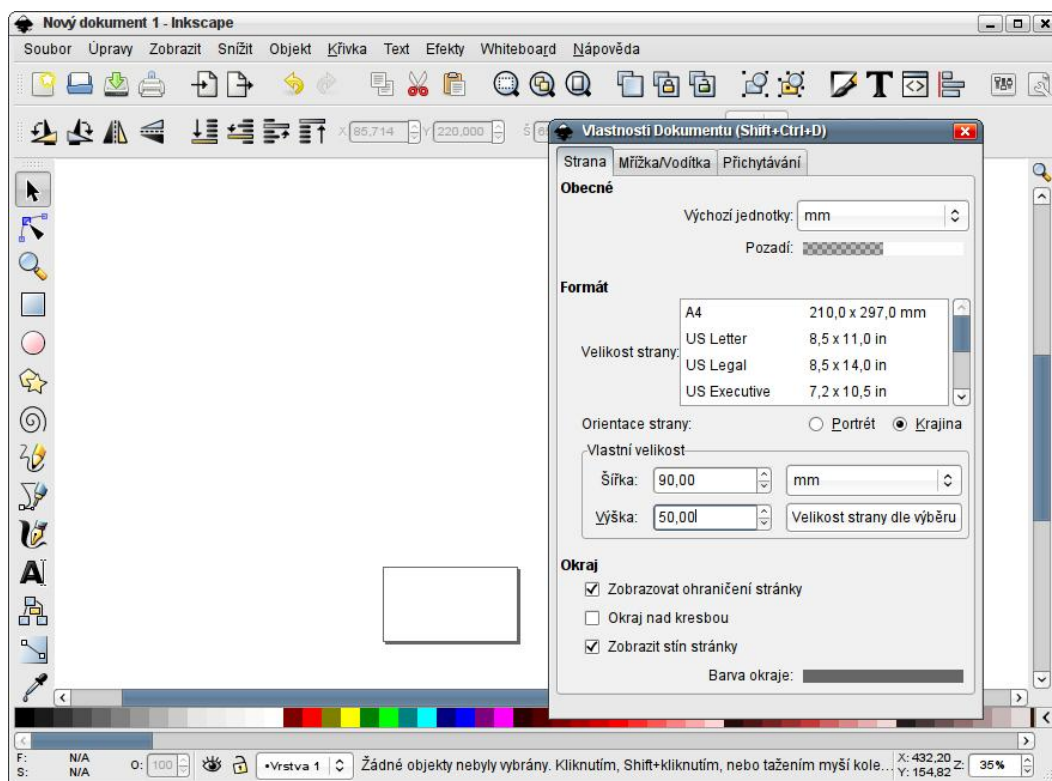 Nový dokument 1 - Inkscape
Soubor Úpravy Zobrazit Snížit Objekt Křivka Text Efekty Whiteboard Nápověda
X 85,714 Y 220,000 Š
Vlastnosti Dokumentu (Shift+Ctrl+D)
Strana Mřížka/Vodítka Přichytávání
Obecné
Výchozí jednotky: mm
Pozadí:
Formát
Velikost strany:
A4 210,0 x 297,0 mm
US Letter 8,5 x 11,0 in
US Legal 8,5 x 14,0 in
US Executive 7,2 x 10,5 in
Orientace strany: Portrét Krajina
Vlastní velikost
Šířka: 90,00 mm
Výška: 50,00 Velikost strany dle výběru
Okraj
Zobrazovat ohraničení stránky
Okraj nad kresbou
Zobrazit stín stránky
Barva okraje:
F: N/A
S: N/A
O: 100
•Vrstva 1
Žádné objekty nebyly vybrány. Kliknutím, Shift+kliknutím, nebo tažením myší kole...
X: 432,20
Y: 154,82
Z: 35%